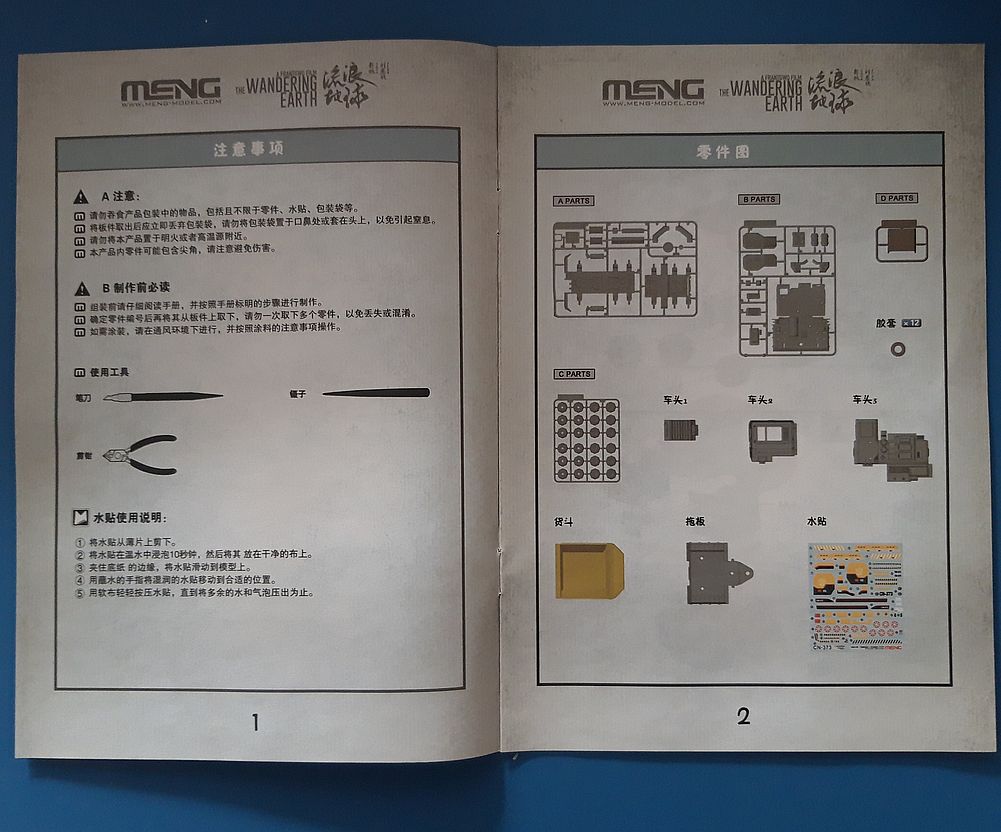 MENG
WWW.MENG-MODEL.COM
A FRANT GWO FILM
THE WANDERING
EARTH
流浪
地球
注意事项
A 注意：
请勿吞食产品包装中的物品，包括且不限于零件、水贴、包装袋等。
将板件取出后应立即丢弃包装袋，请勿将包装袋置于口鼻处或套在头上，以免引起窒息。
请勿将本产品置于明火或者高温源附近。
本产品内零件可能包含尖角，请注意避免伤害。
B 制作前必读
组装前请仔细阅读手册，并按照手册标明的步骤进行制作。
确定零件编号后再将其从板件上取下，请勿一次取下多个零件，以免丢失或混淆。
如需涂装，请在通风环境下进行，并按照涂料的注意事项操作。
使用工具
笔刀
镊子
剪钳
水贴使用说明：
① 将水贴从薄片上剪下。
② 将水贴在温水中浸泡10秒钟，然后将其 放在干净的布上。
③ 夹住底纸 的边缘，将水贴滑动到模型上。
④ 用蘸水的手指将湿润的水贴移动到合适的位置。
⑤ 用软布轻轻按压水贴，直到将多余的水和气泡压出为止。
1
MENG
WWW.MENG-MODEL.COM
A FRANT GWO FILM
THE WANDERING
EARTH
流浪
地球
零件图
A PARTS
B PARTS
D PARTS
胶套 ×12
C PARTS
车头1
车头2
车头3
货斗
拖板
水贴
CN-373
CN-373
MENG
2